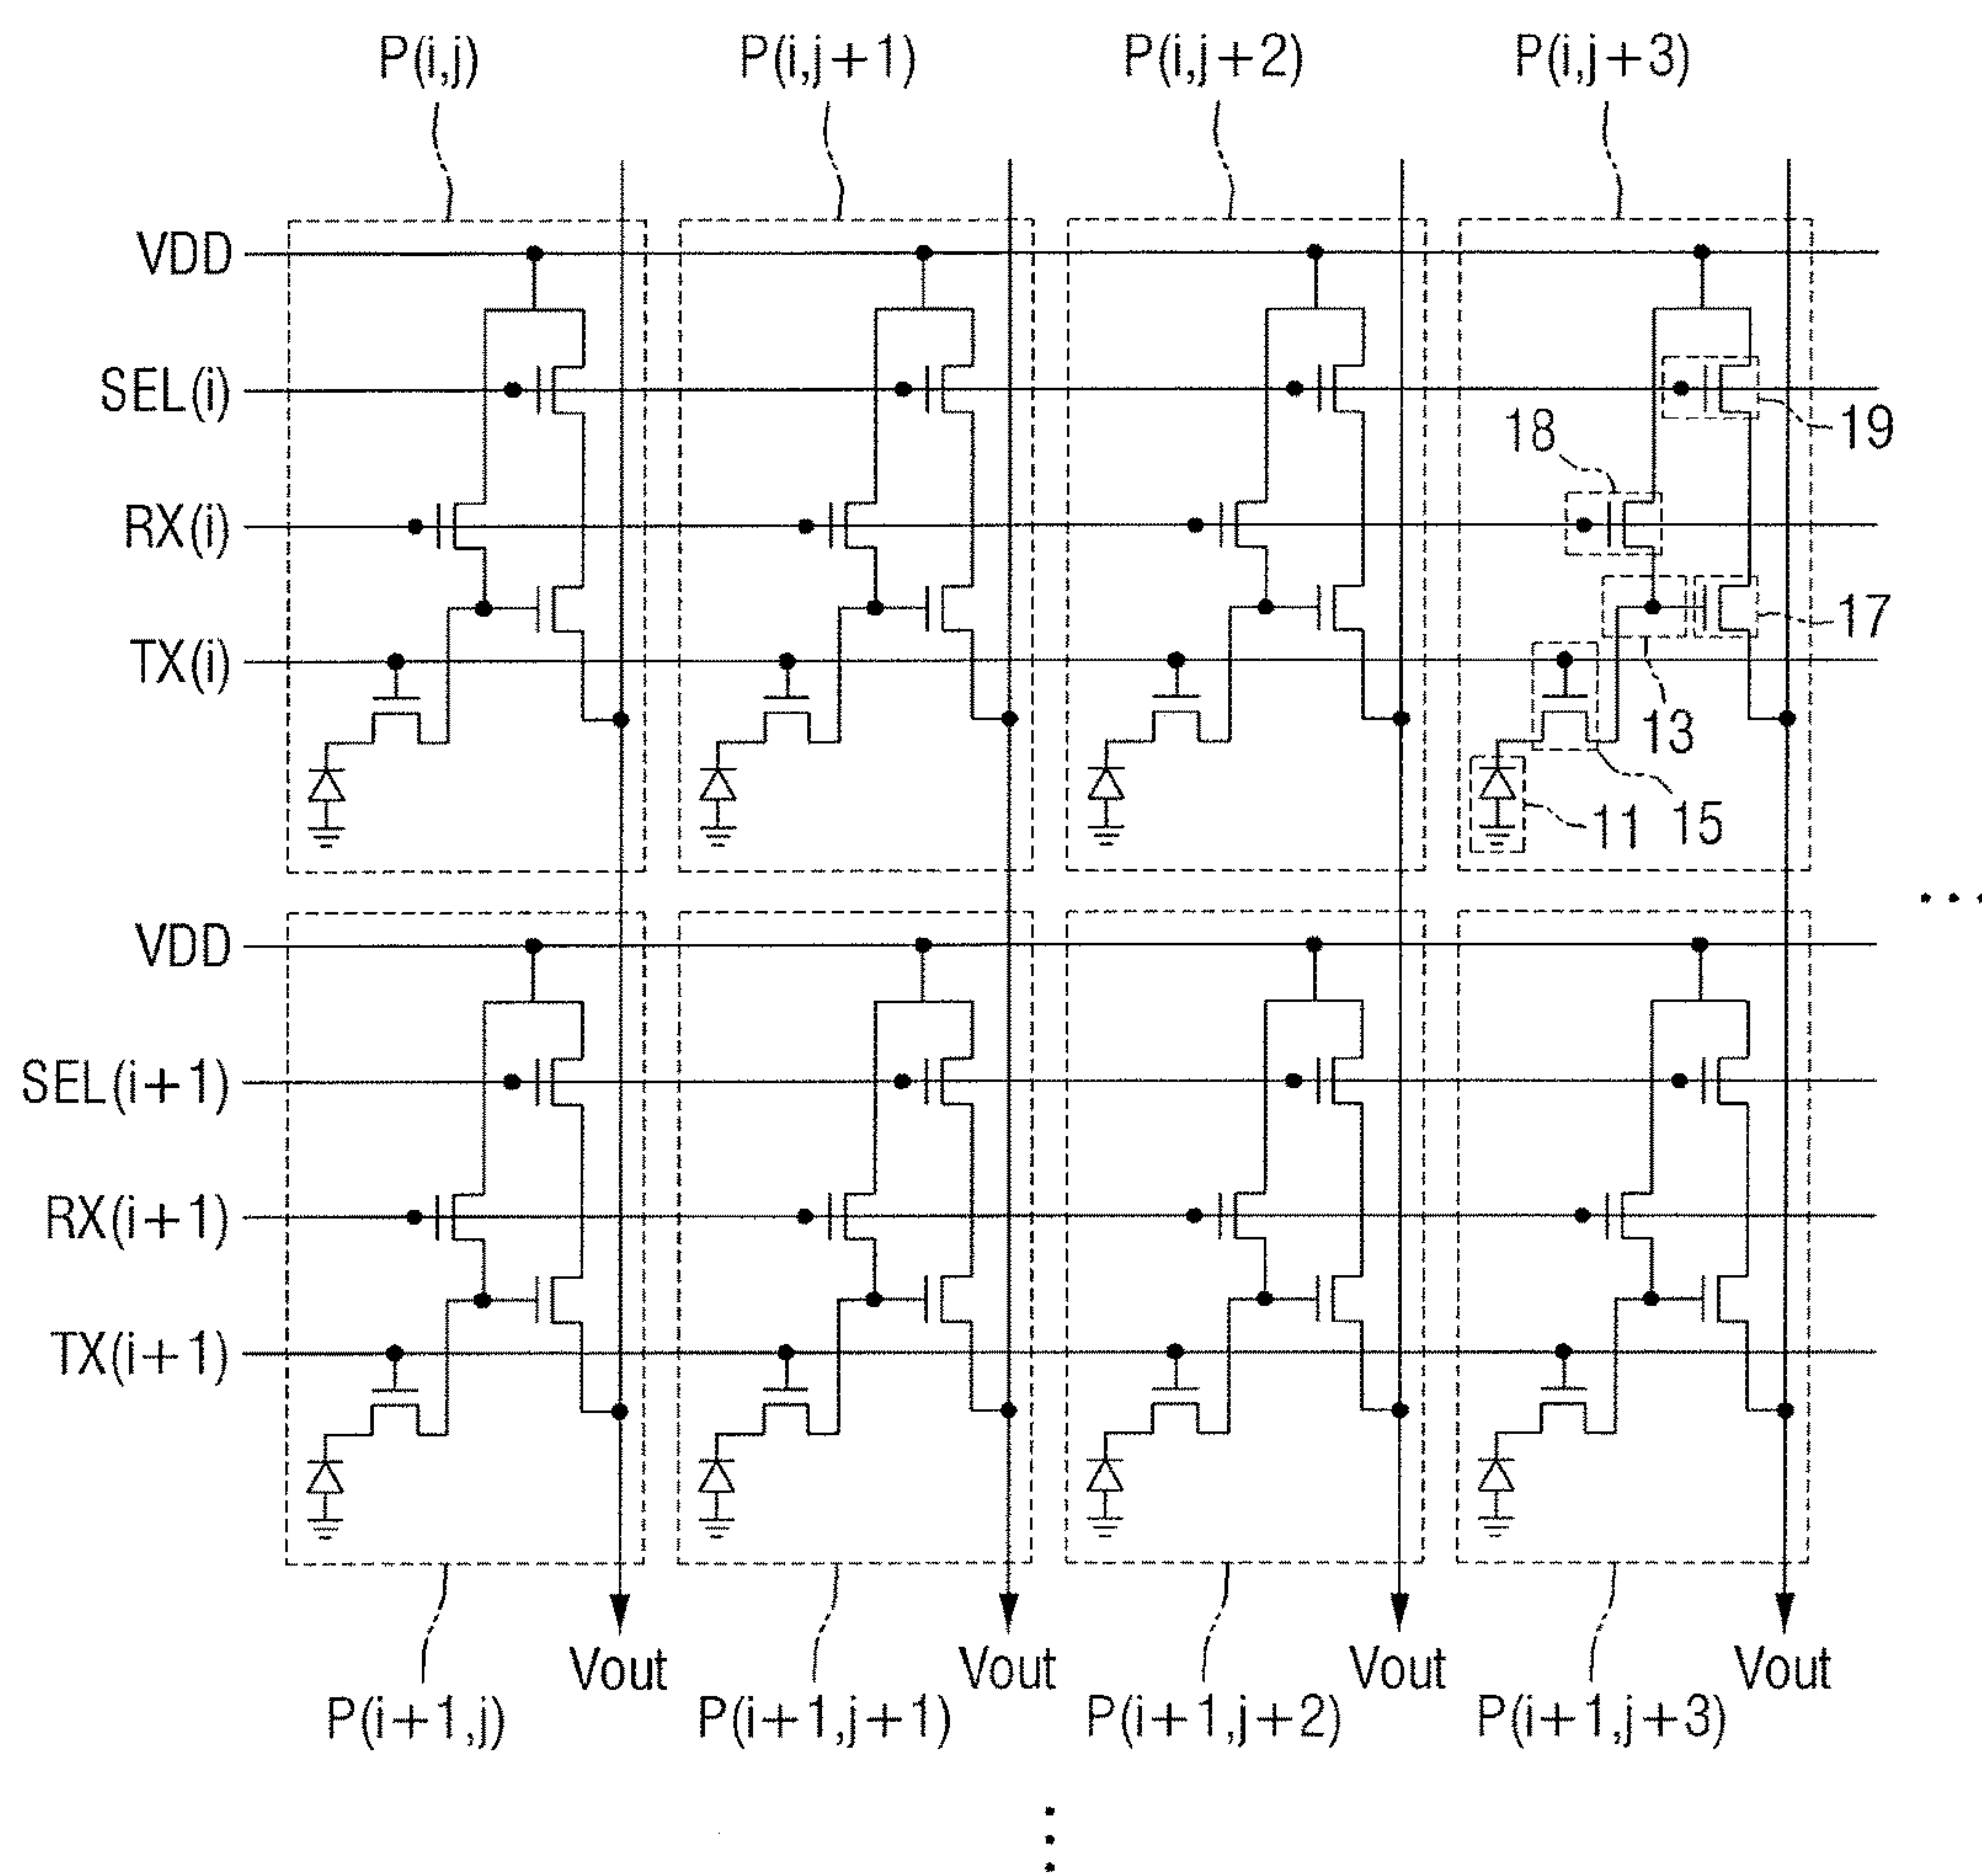 P(i,j)
P(i,j+1)
P(i,j+2)
P(i,j+3)
VDD
SEL(i)
19
18
RX(i)
17
TX(i)
13
11
15
...
VDD
SEL(i+1)
RX(i+1)
TX(i+1)
Vout
Vout
Vout
Vout
P(i+1,j)
P(i+1,j+1)
P(i+1,j+2)
P(i+1,j+3)